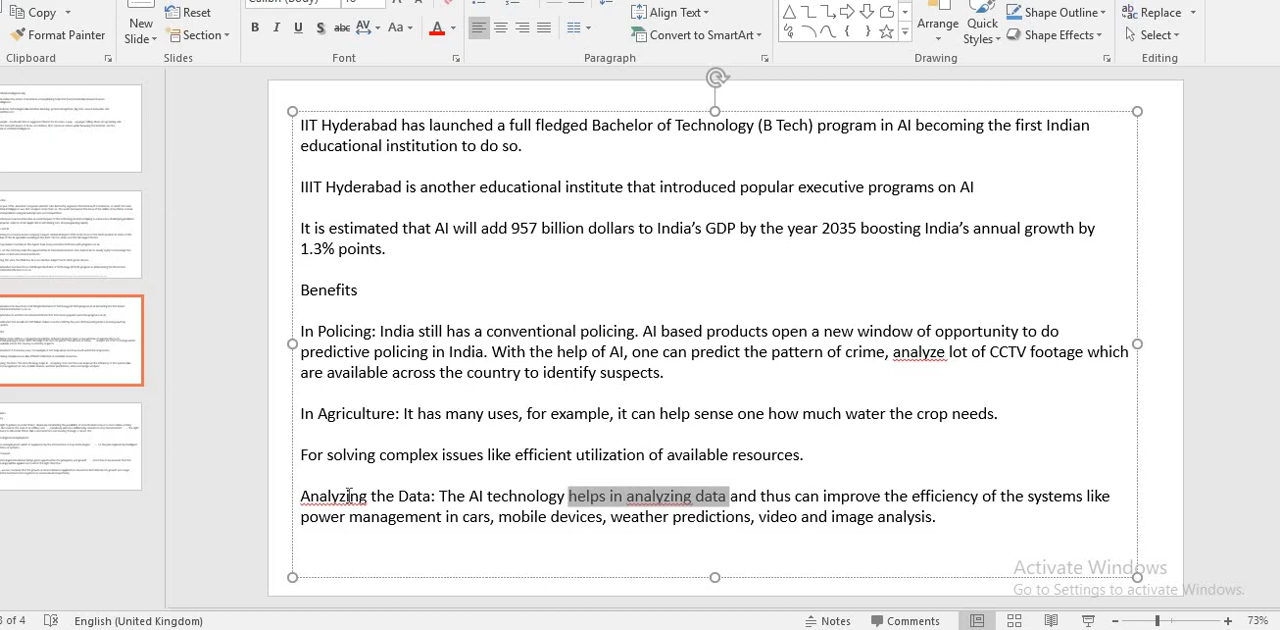 Copy
Format Painter
Clipboard
New
Slide
Reset
Section
Slides
B I U S abc AV Aa A
Font
Align Text
Convert to SmartArt
Paragraph
Arrange
Quick
Styles
Shape Outline
Shape Effects
Drawing
Replace
Select
Editing
IIT Hyderabad has launched a full fledged Bachelor of Technology (B Tech) program in AI becoming the first Indian
educational institution to do so.
IIIT Hyderabad is another educational institute that introduced popular executive programs on AI
It is estimated that AI will add 957 billion dollars to India’s GDP by the year 2035 boosting India’s annual growth by
1.3% points.
Benefits
In Policing: India still has a conventional policing. AI based products open a new window of opportunity to do
predictive policing in India. With the help of AI, one can predict the pattern of crime, analyze lot of CCTV footage which
are available across the country to identify suspects.
In Agriculture: It has many uses, for example, it can help sense one how much water the crop needs.
For solving complex issues like efficient utilization of available resources.
Analyzing the Data: The AI technology helps in analyzing data and thus can improve the efficiency of the systems like
power management in cars, mobile devices, weather predictions, video and image analysis.
Activate Windows
Go to Settings to activate Windows.
of 4
English (United Kingdom)
Notes
Comments
73%